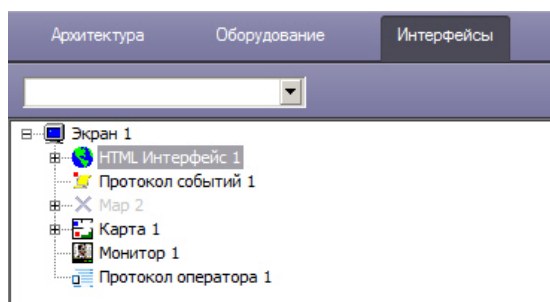 Архитектура Оборудование Интерфейсы
Экран 1
HTML Интерфейс 1
Протокол событий 1
Map 2
Карта 1
Монитор 1
Протокол оператора 1